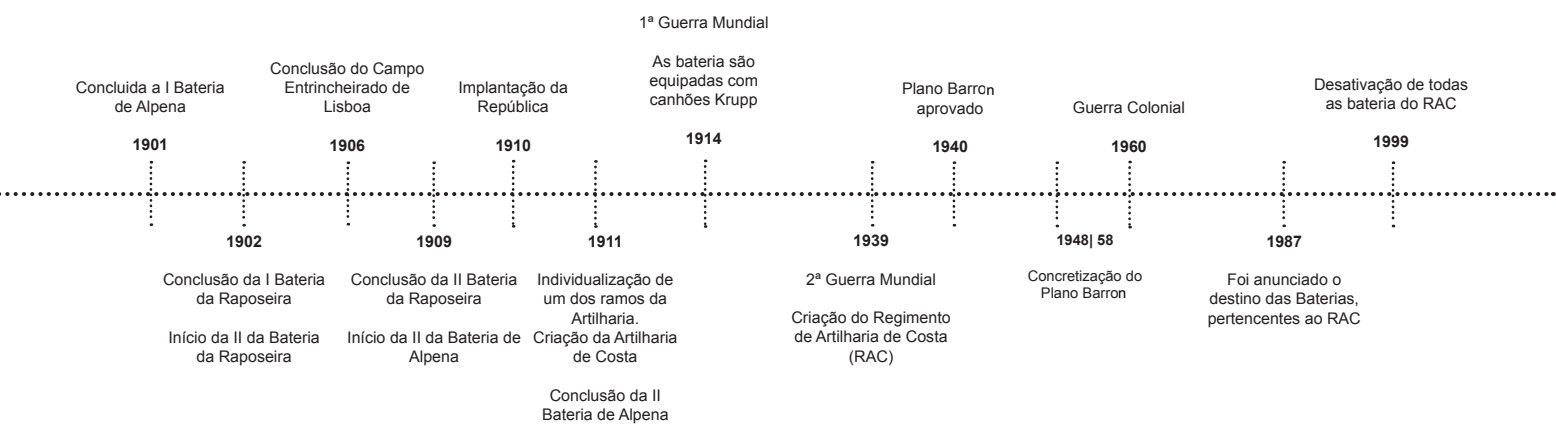 Concluida a I Bateria
de Alpena
1901
Conclusão da I Bateria
da Raposeira
Início da II da Bateria
da Raposeira
1902
Conclusão do Campo
Entrincheirado de
Lisboa
1906
1909
Conclusão da II Bateria
da Raposeira
Início da II da Bateria de
Alpena
Implantação da
República
1910
1911
Individualização de
um dos ramos da
Artilharia.
Criação da Artilharia
de Costa
Conclusão da II
Bateria de Alpena
1ª Guerra Mundial
As bateria são
equipadas com
canhões Krupp
1914
1939
2ª Guerra Mundial
Criação do Regimento
de Artilharia de Costa
(RAC)
Plano Barron
aprovado
1940
1948| 58
Concretização do
Plano Barron
Guerra Colonial
1960
1987
Foi anunciado o
destino das Baterias,
pertencentes ao RAC
Desativação de todas
as bateria do RAC
1999